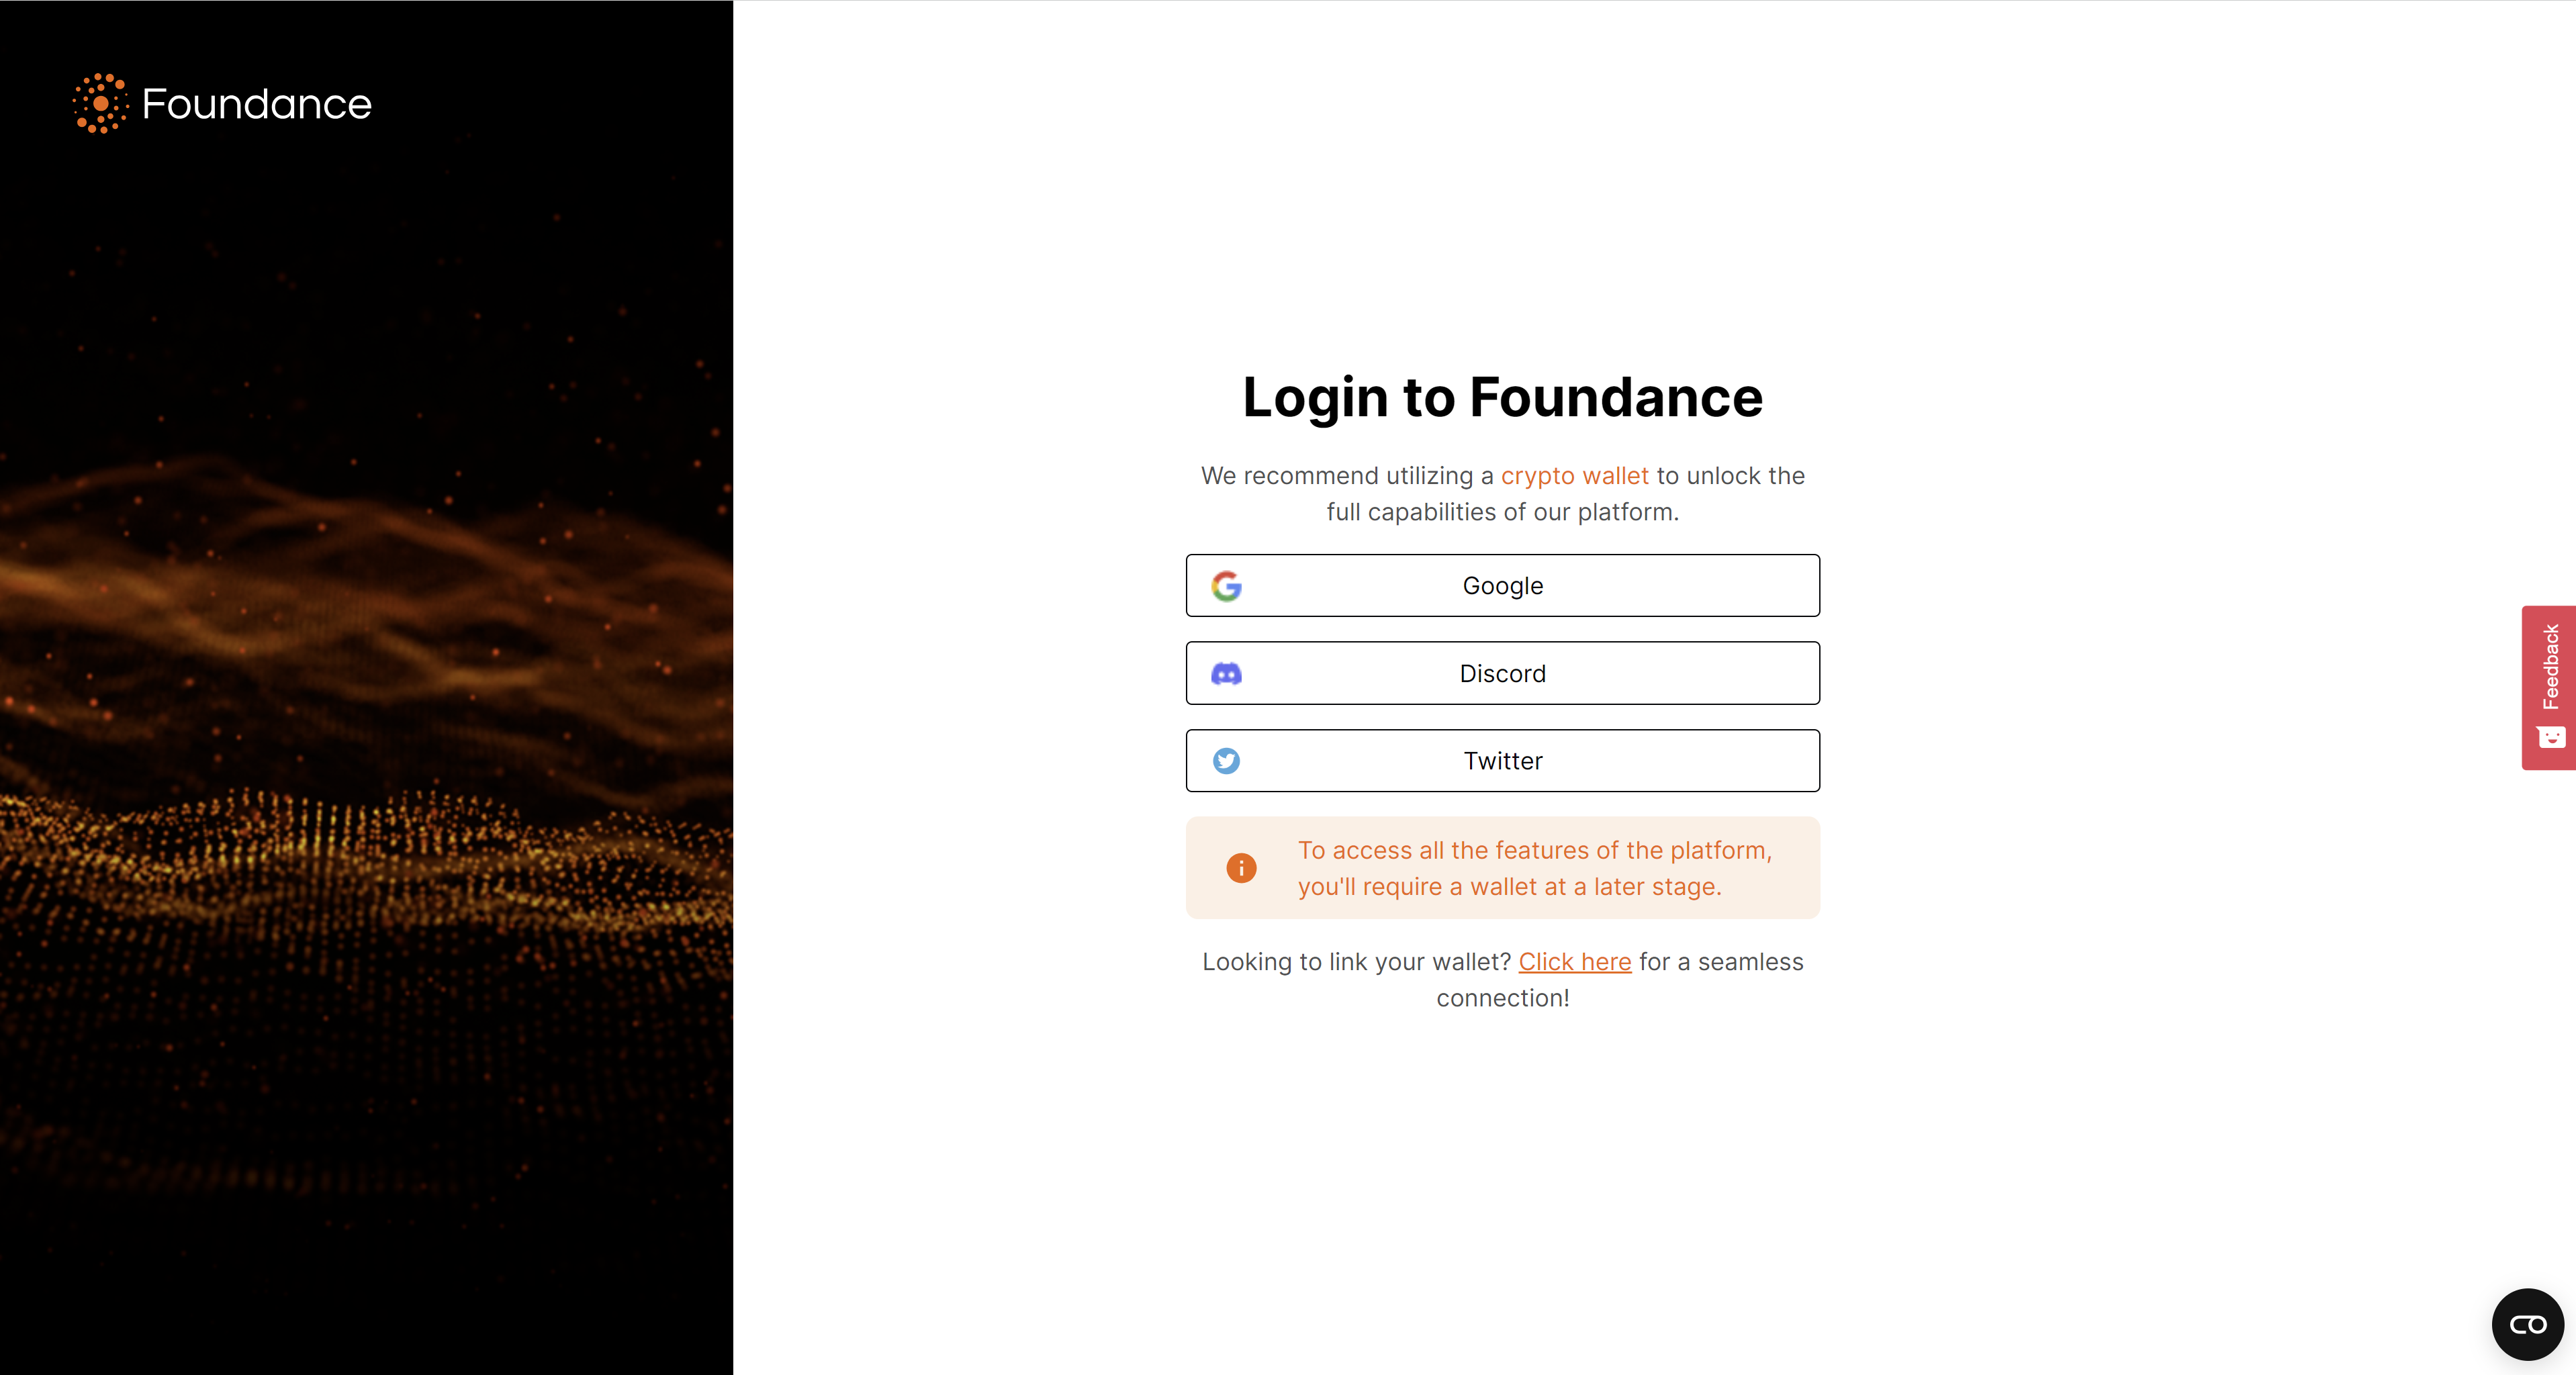 Foundance
Login to Foundance
We recommend utilizing a crypto wallet to unlock the
full capabilities of our platform.
Google
Discord
Twitter
To access all the features of the platform,
you'll require a wallet at a later stage.
Looking to link your wallet? Click here for a seamless
connection!
Feedback